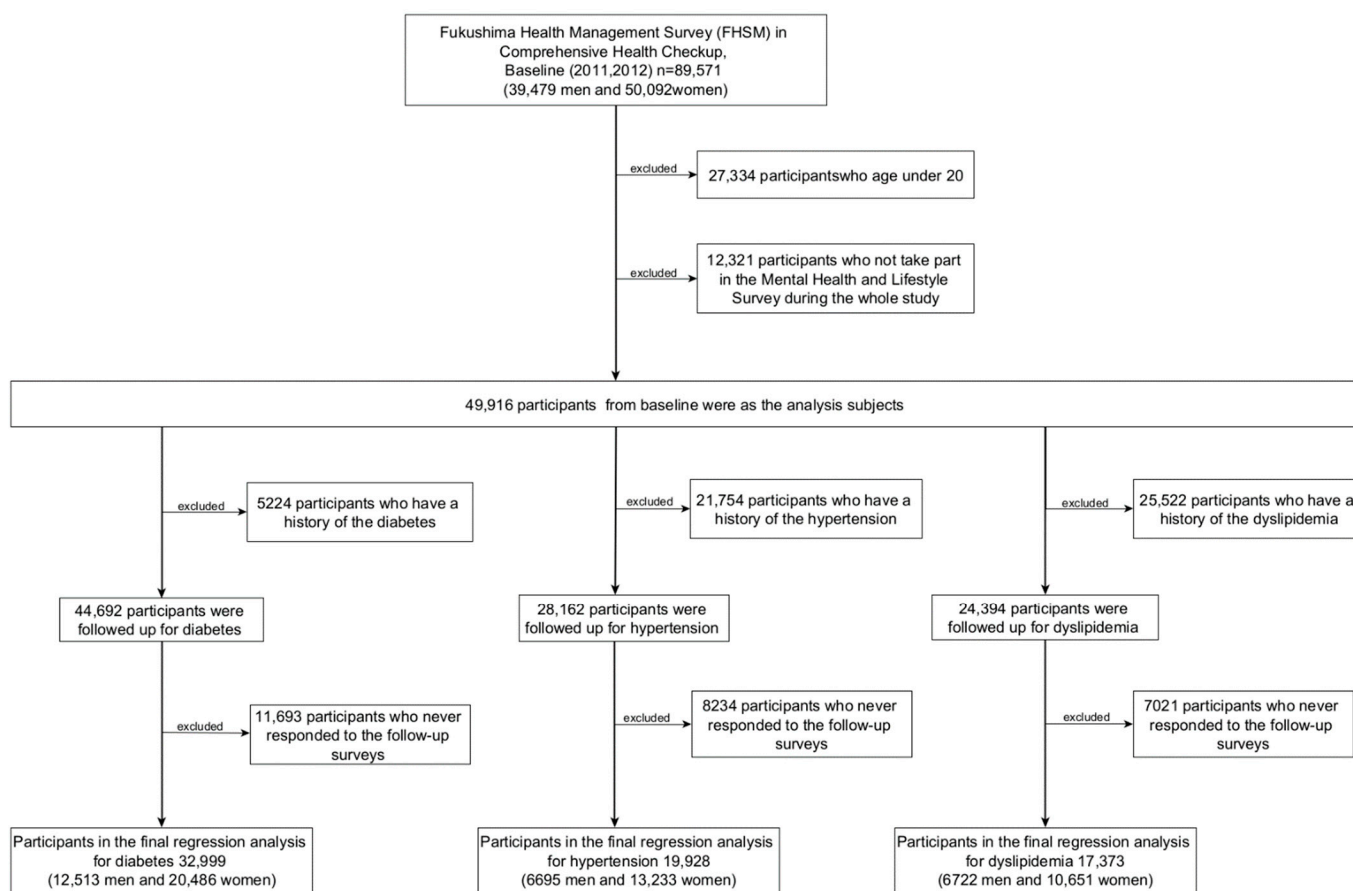 Fukushima Health Management Survey (FHSM) in
Comprehensive Health Checkup,
Baseline (2011,2012) n=89,571
(39,479 men and 50,092women)
excluded
27,334 participantswho age under 20
excluded
12,321 participants who not take part
in the Mental Health and Lifestyle
Survey during the whole study
49,916 participants from baseline were as the analysis subjects
excluded
5224 participants who have a
history of the diabetes
excluded
21,754 participants who have a
history of the hypertension
excluded
25,522 participants who have a
history of the dyslipidemia
44,692 participants were
followed up for diabetes
28,162 participants were
followed up for hypertension
24,394 participants were
followed up for dyslipidemia
excluded
11,693 participants who never
responded to the follow-up
surveys
excluded
8234 participants who never
responded to the follow-up
surveys
excluded
7021 participants who never
responded to the follow-up
surveys
Participants in the final regression analysis
for diabetes 32,999
(12,513 men and 20,486 women)
Participants in the final regression analysis
for hypertension 19,928
(6695 men and 13,233 women)
Participants in the final regression analysis
for dyslipidemia 17,373
(6722 men and 10,651 women)